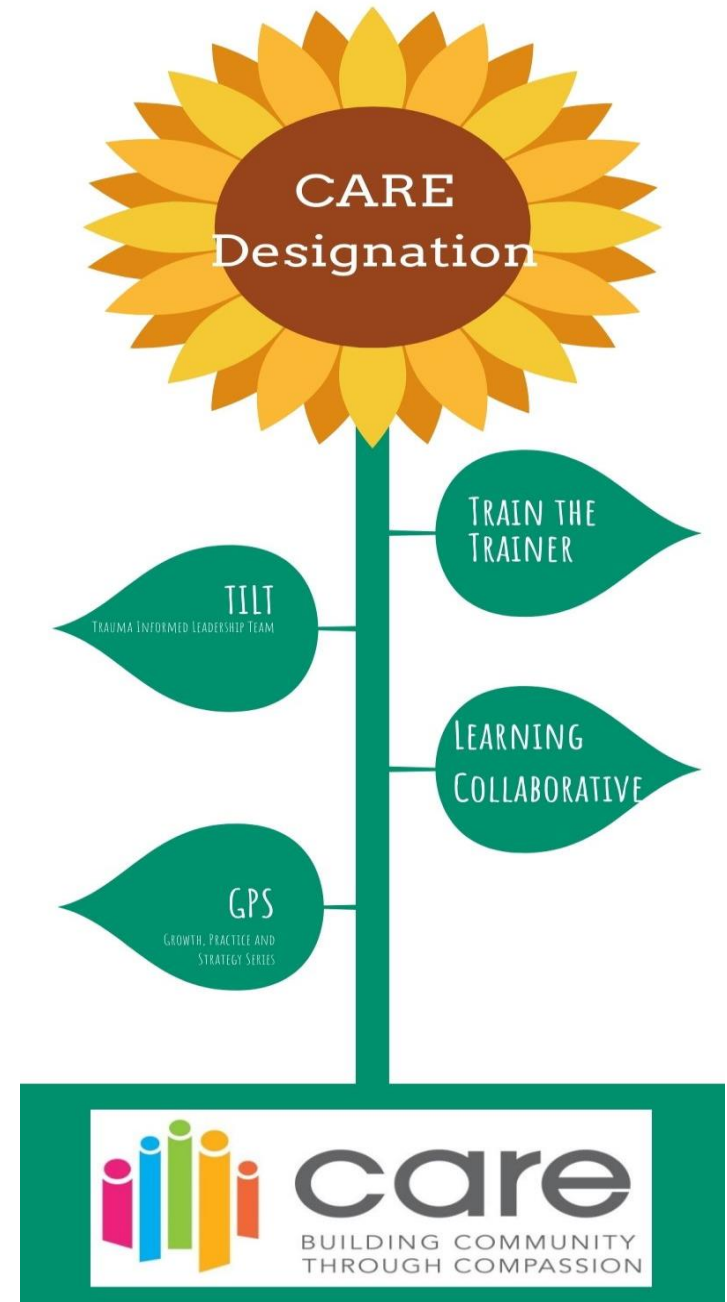 CARE
Designation
TRAIN THE
TRAINER
TILT
TRAUMA INFORMED LEADERSHIP TEAM
LEARNING
COLLABORATIVE
GPS
GROWTH, PRACTICE AND
STRATEGY SERIES
care
BUILDING COMMUNITY
THROUGH COMPASSION